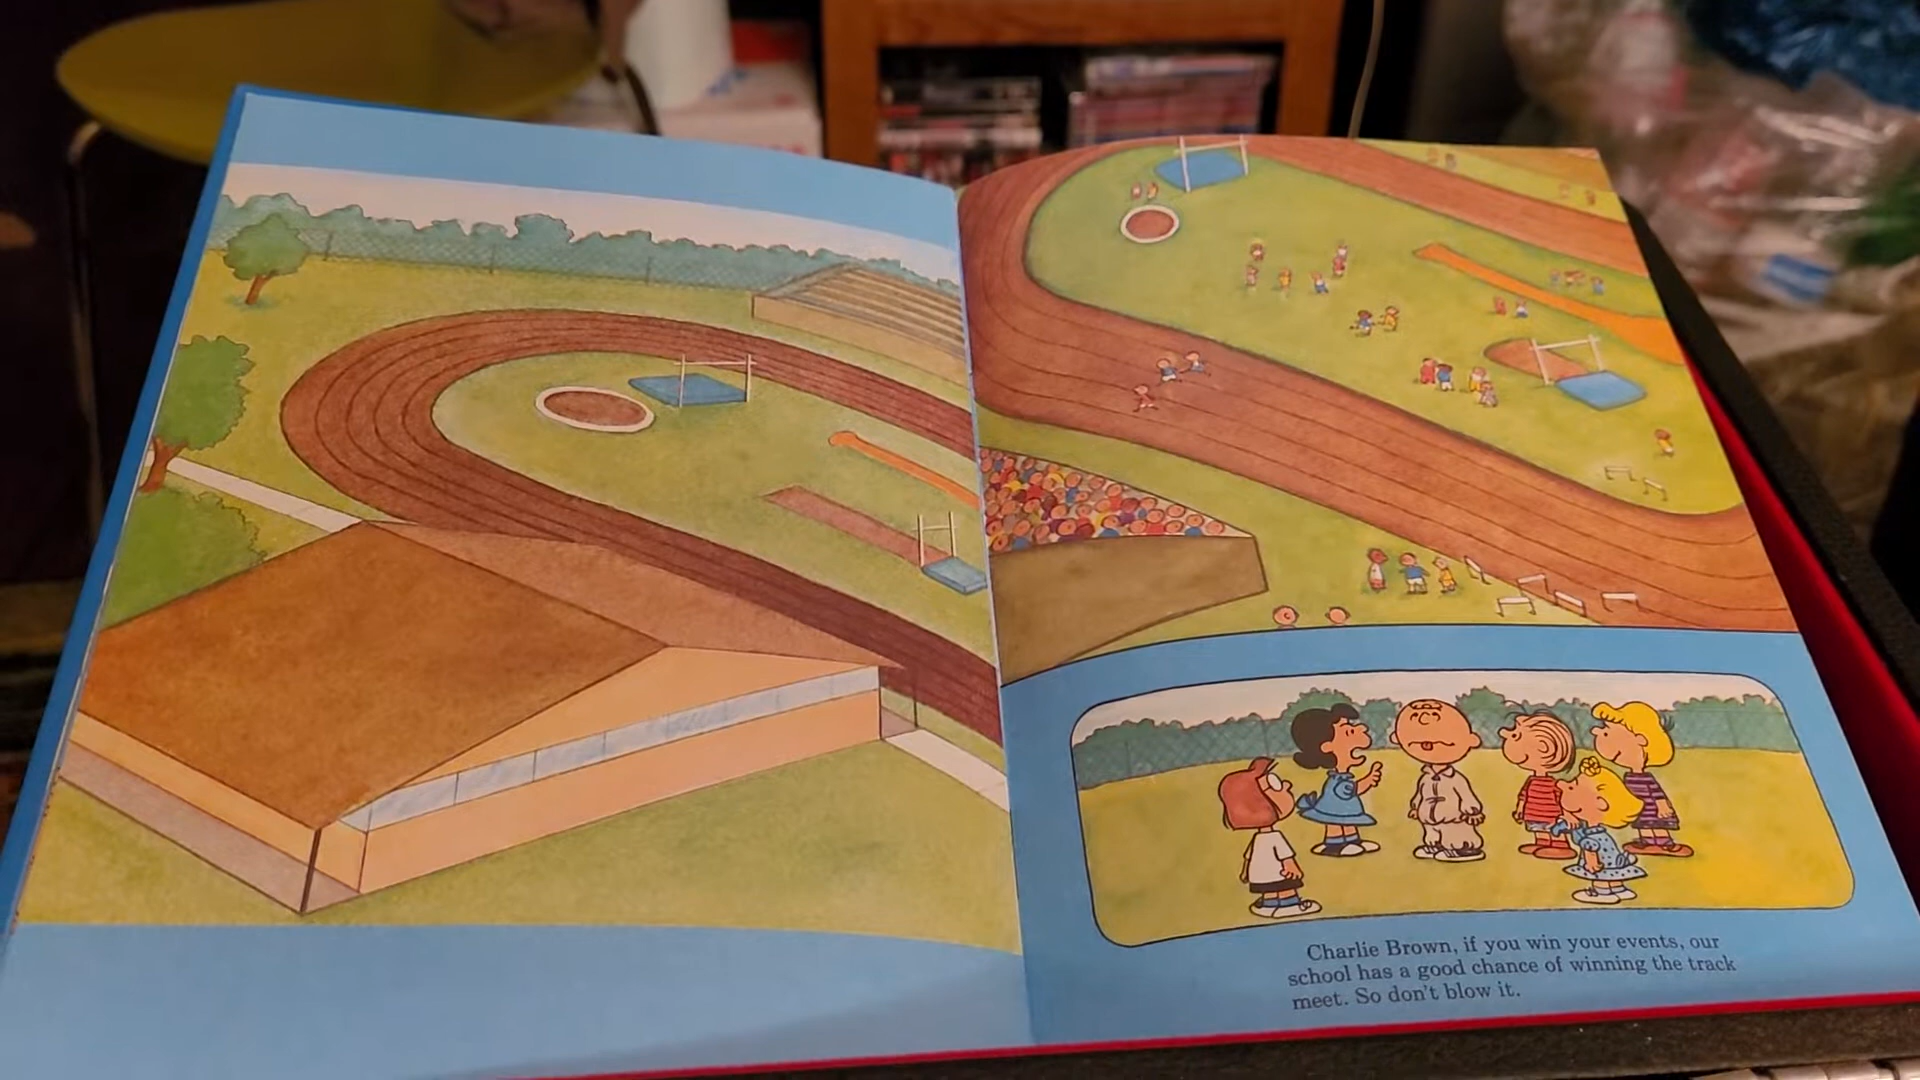 Charlie Brown, if you win your events, our
school has a good chance of winning the track
meet. So don't blow it.